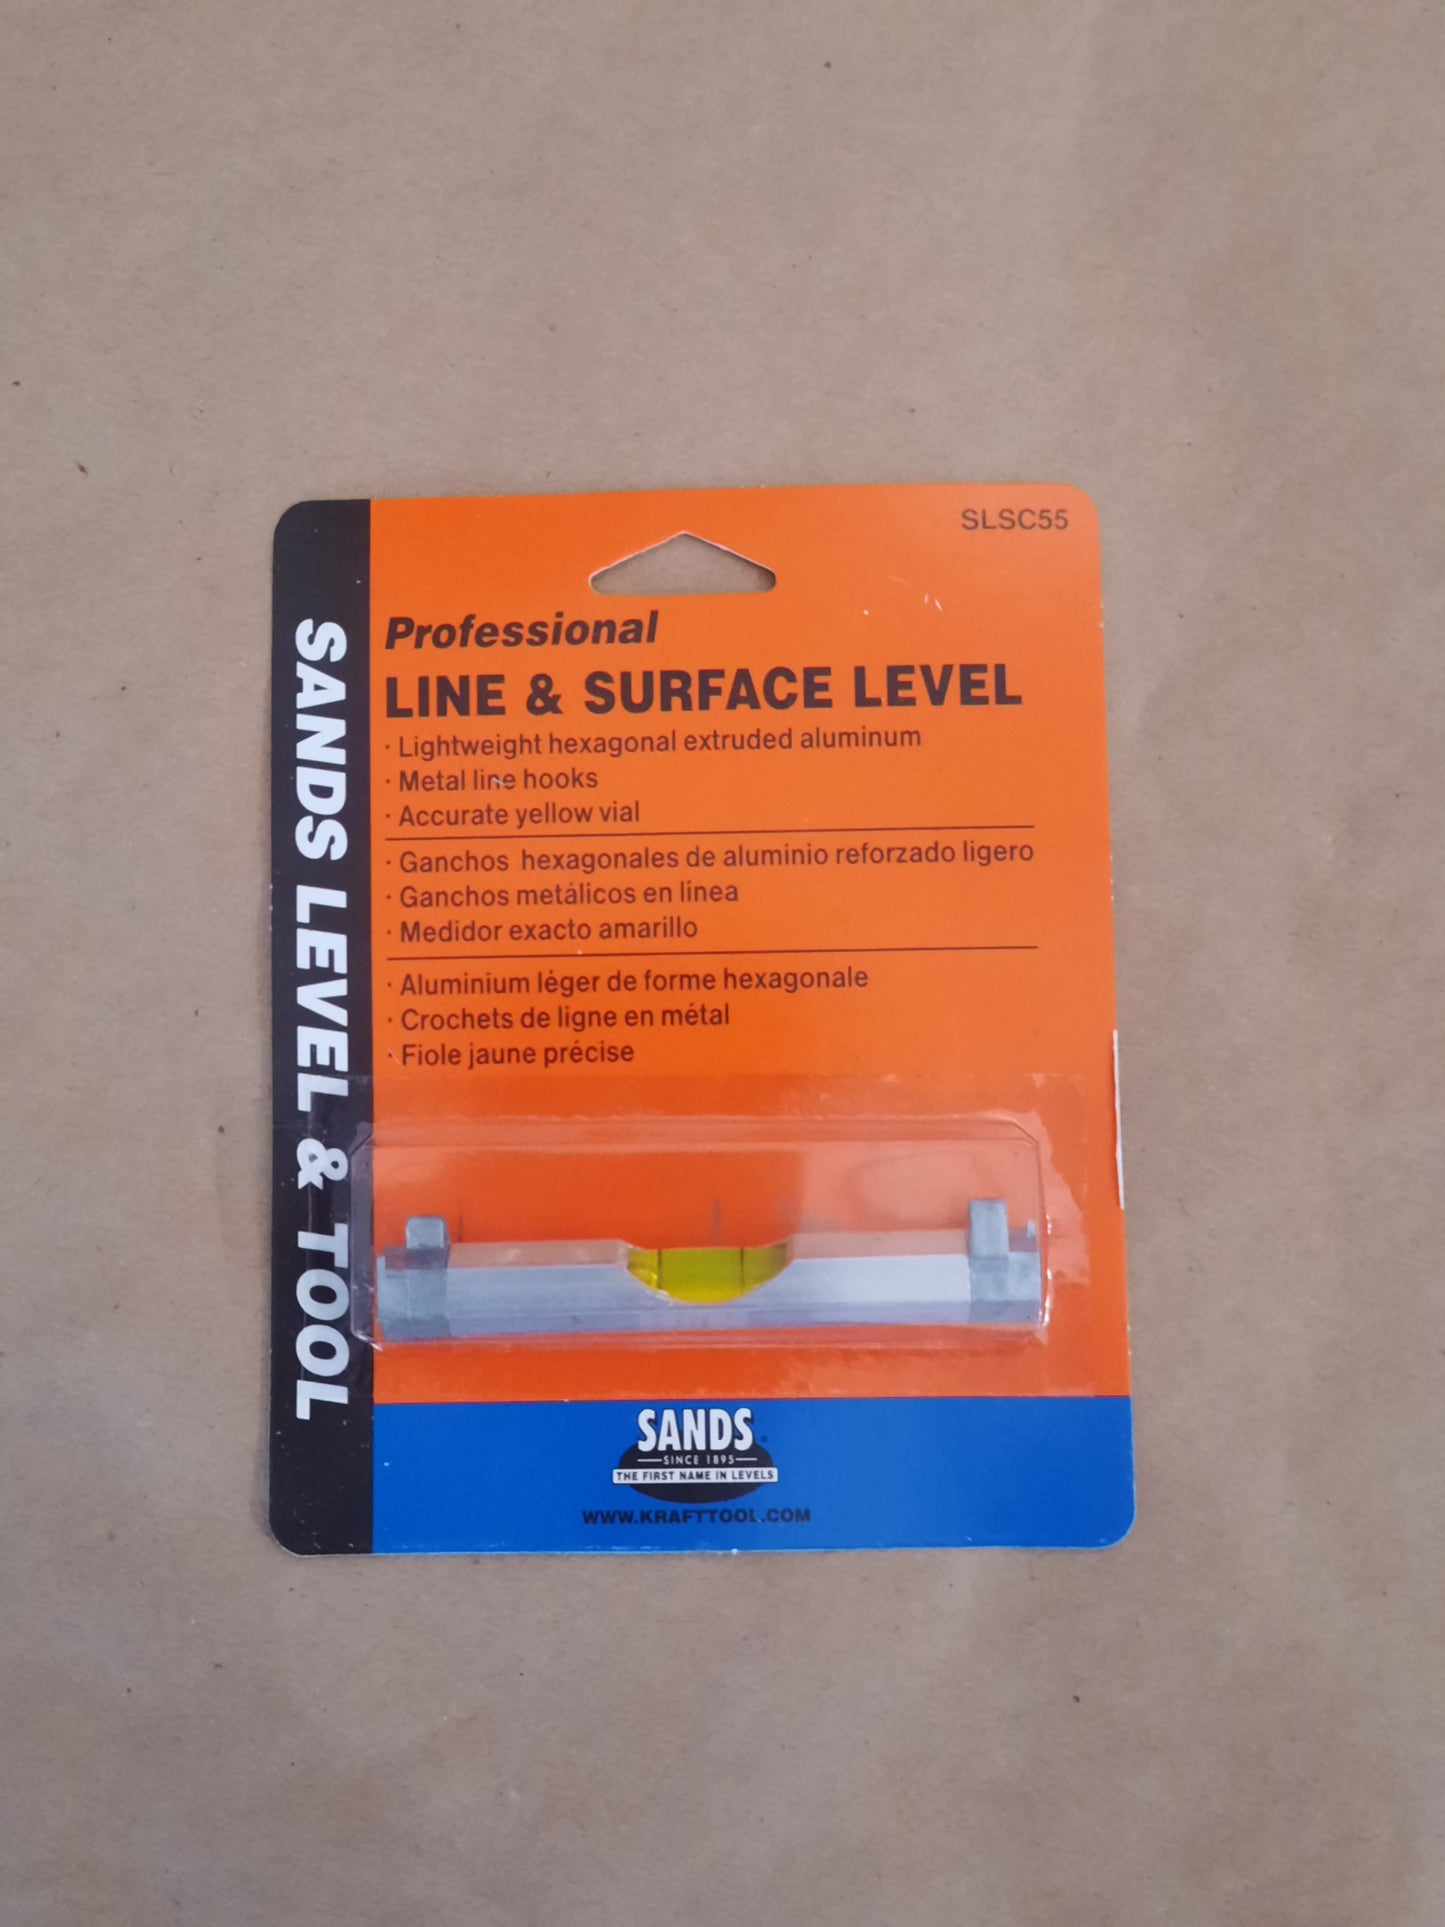 SLSC55
SANDS LEVEL & TOOL
Professional
LINE & SURFACE LEVEL
· Lightweight hexagonal extruded aluminum
· Metal line hooks
· Accurate yellow vial
· Ganchos hexagonales de aluminio reforzado ligero
· Ganchos metálicos en línea
· Medidor exacto amarillo
· Aluminium léger de forme hexagonale
· Crochets de ligne en métal
· Fiole jaune précise
SANDS®
SINCE 1895
THE FIRST NAME IN LEVELS
WWW.KRAFTTOOL.COM